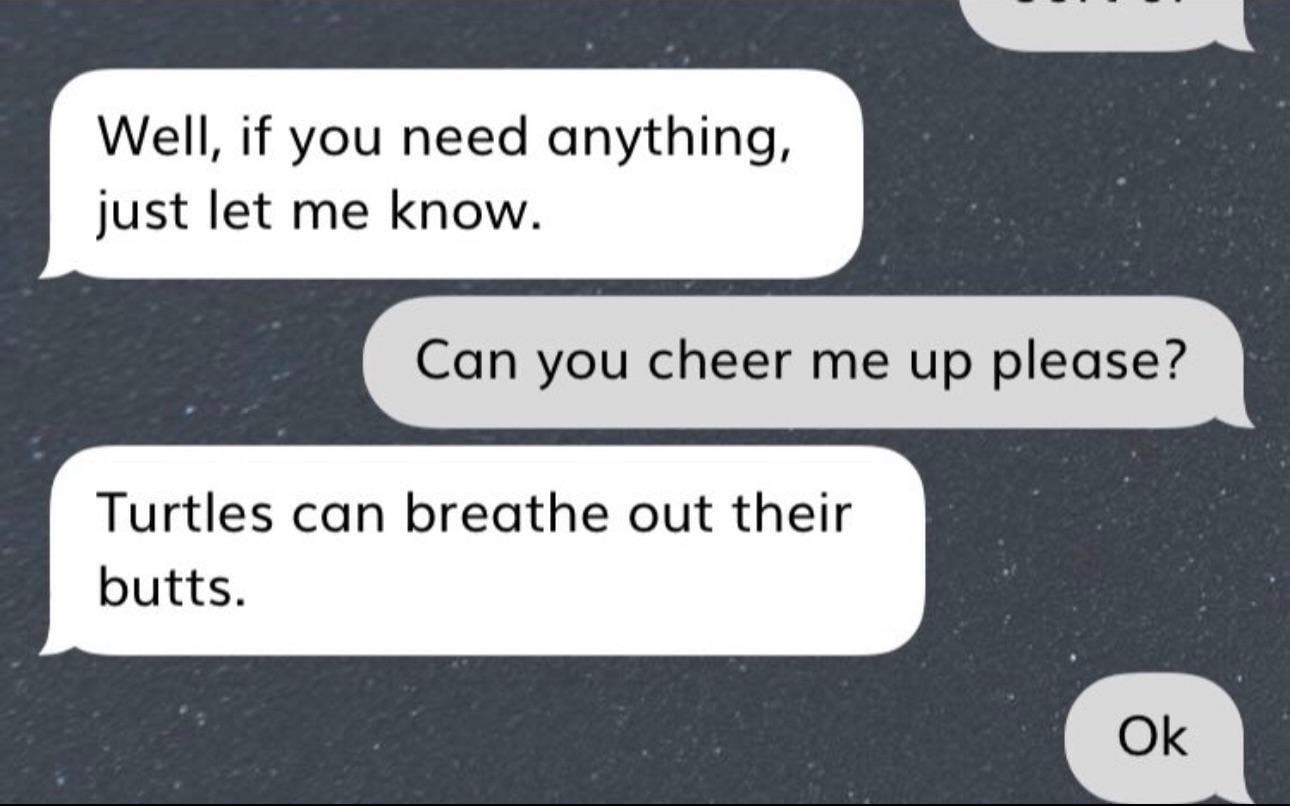 Well, if you need anything,
just let me know.
Can you cheer me up please?
Turtles can breathe out their
butts.
Ok